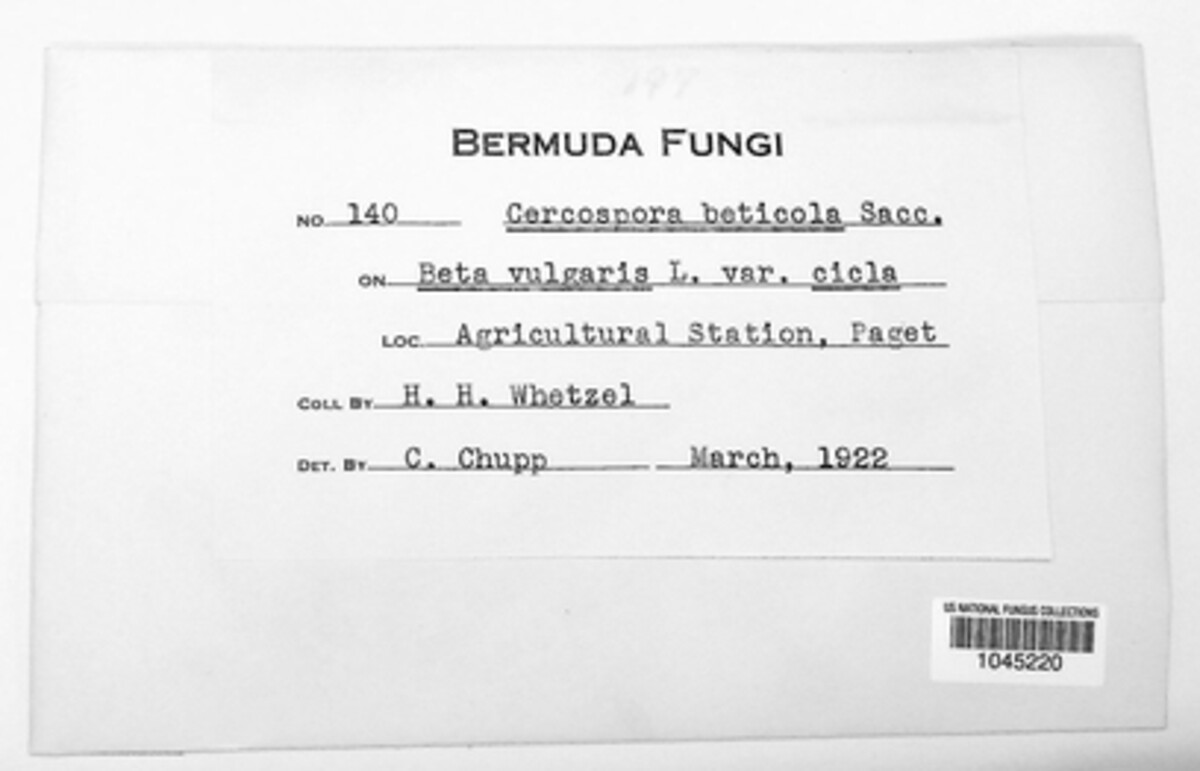 BERMUDA FUNGI
NO. 140 Cercospora beticola Sacc.
ON Beta vulgaris L. var. cicla
LOC. Agricultural Station, Paget
COLL BY H. H. Whetzel
DET. BY C. Chupp March, 1922
US NATIONAL FUNGUS COLLECTIONS
1045220